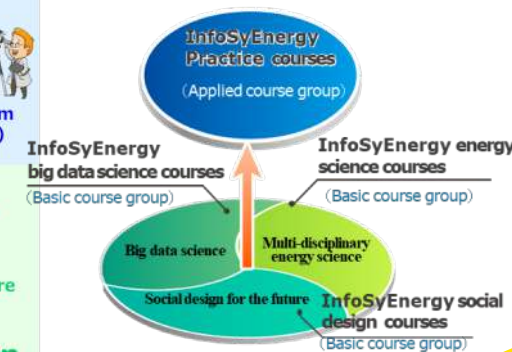 InfoSyEnergy
Practice courses
(Applied course group)
InfoSyEnergy
big data science courses
(Basic course group)
InfoSyEnergy energy
science courses
(Basic course group)
Big data science
Multi-disciplinary
energy science
Social design for the future
InfoSyEnergy social
design courses
(Basic course group)
m
)
re
n